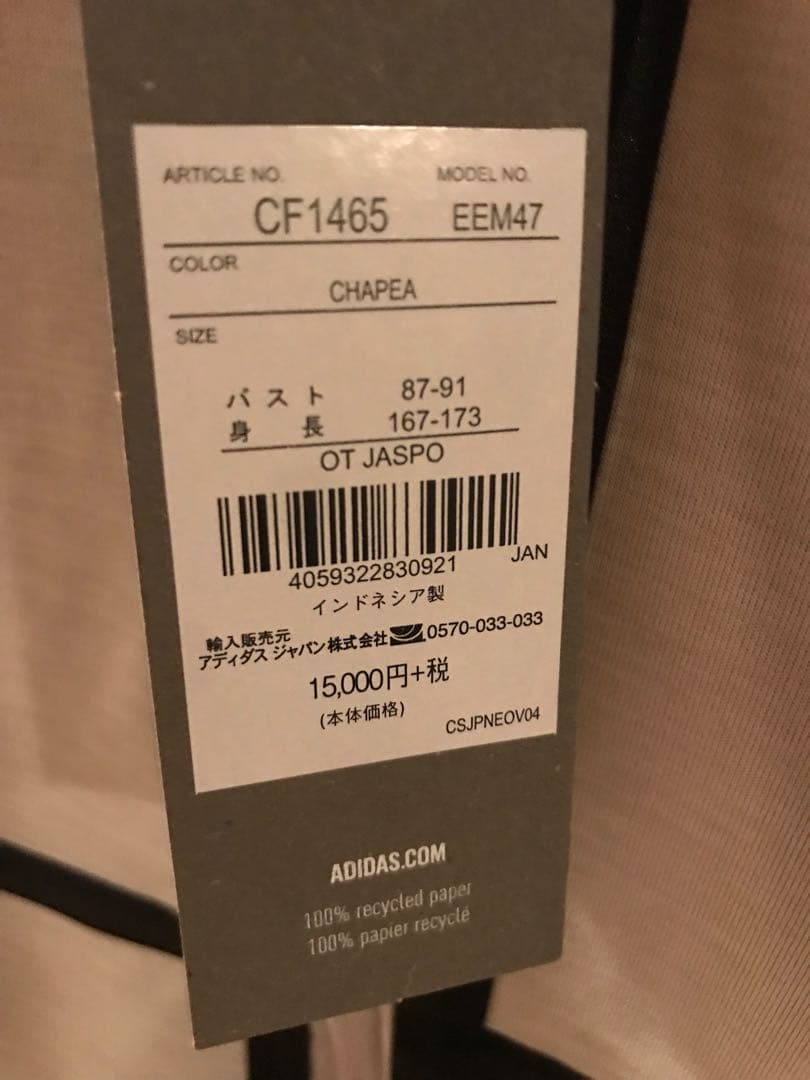 ARTICLE NO. MODEL NO.
CF1465 EEM47
COLOR
CHAPEA
SIZE
バスト 87-91
身長 167-173
OT JASPO
4059322830921 JAN
インドネシア製
輸入販売元
アディダス ジャパン株式会社 0570-033-033
15,000円+税
(本体価格)
CSJPNEOV04
ADIDAS.COM
100% recycled paper
100% papier recyclé